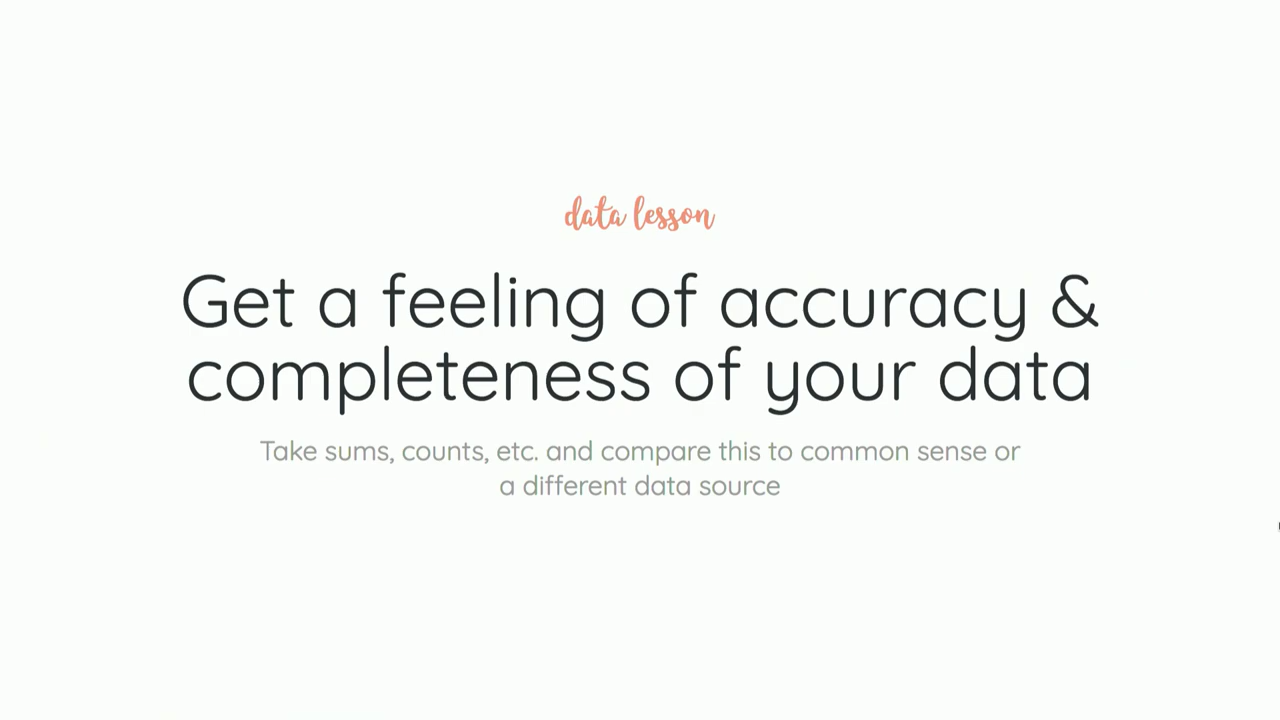 data lesson
Get a feeling of accuracy &
completeness of your data
Take sums, counts, etc. and compare this to common sense or
a different data source